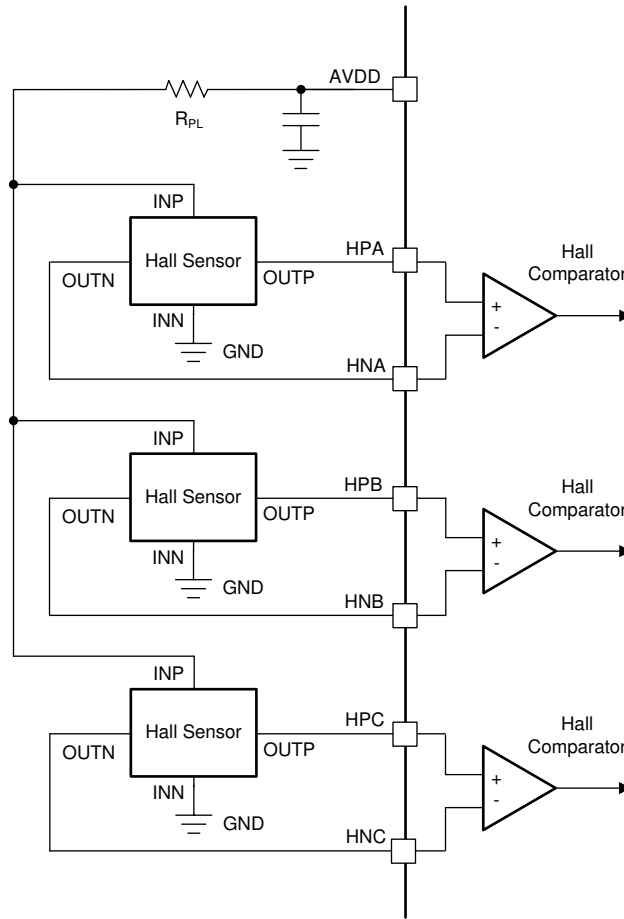 AVDD
R_PL
INP
Hall Sensor
OUTN
OUTP
INN
GND
HPA
HNA
Hall
Comparator
+
-
INP
Hall Sensor
OUTN
OUTP
INN
GND
HPB
HNB
Hall
Comparator
+
-
INP
Hall Sensor
OUTN
OUTP
INN
GND
HPC
HNC
Hall
Comparator
+
-